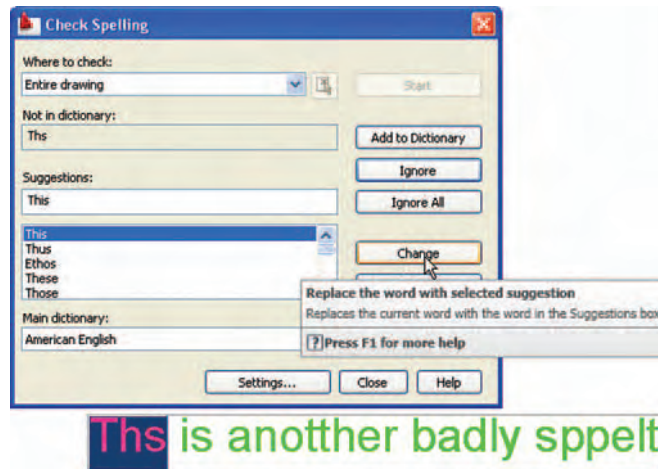 Check Spelling
Where to check:
Entire drawing
Start
Not in dictionary:
Ths
Add to Dictionary
Ignore
Suggestions:
This
Ignore All
This
Thus
Ethos
These
Those
Change
Replace the word with selected suggestion
Replaces the current word with the word in the Suggestions box
Press F1 for more help
Main dictionary:
American English
Settings...
Close
Help
Ths is anotther badly sppelt